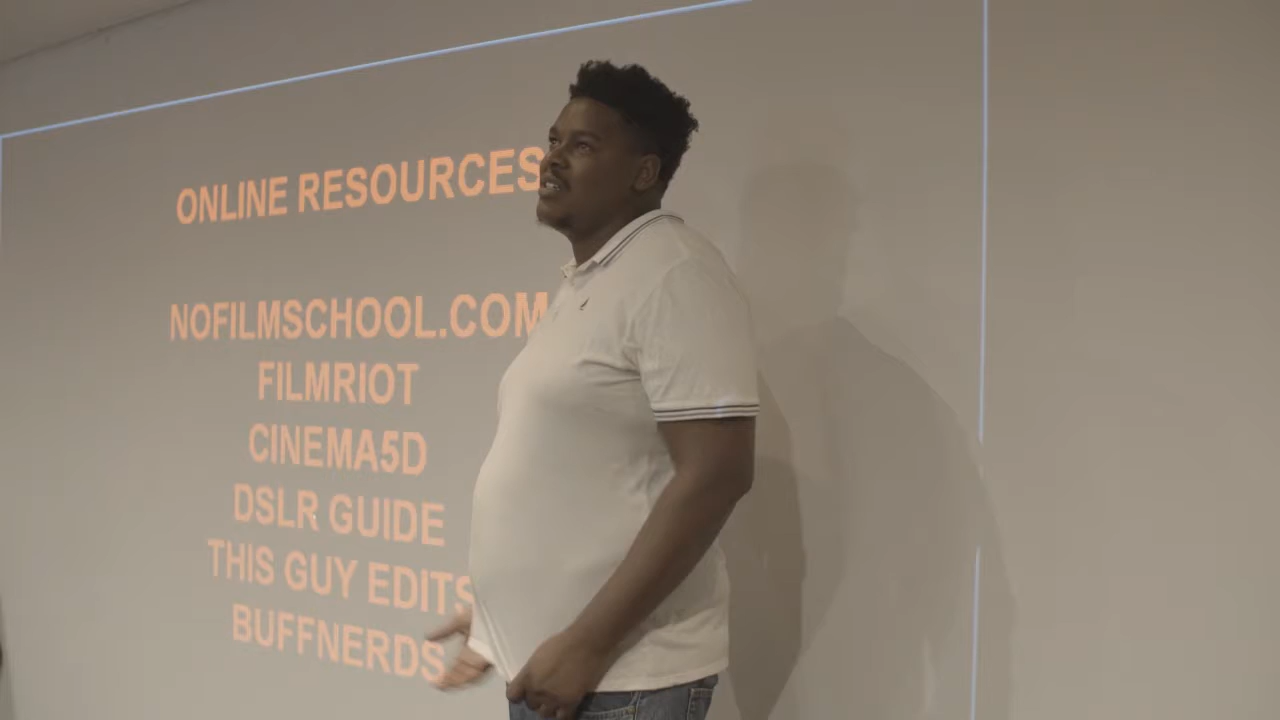 ONLINE RESOURCES
NOFILMSCHOOL.COM
FILMRIOT
CINEMA5D
DSLR GUIDE
THIS GUY EDITS
BUFFNERDS